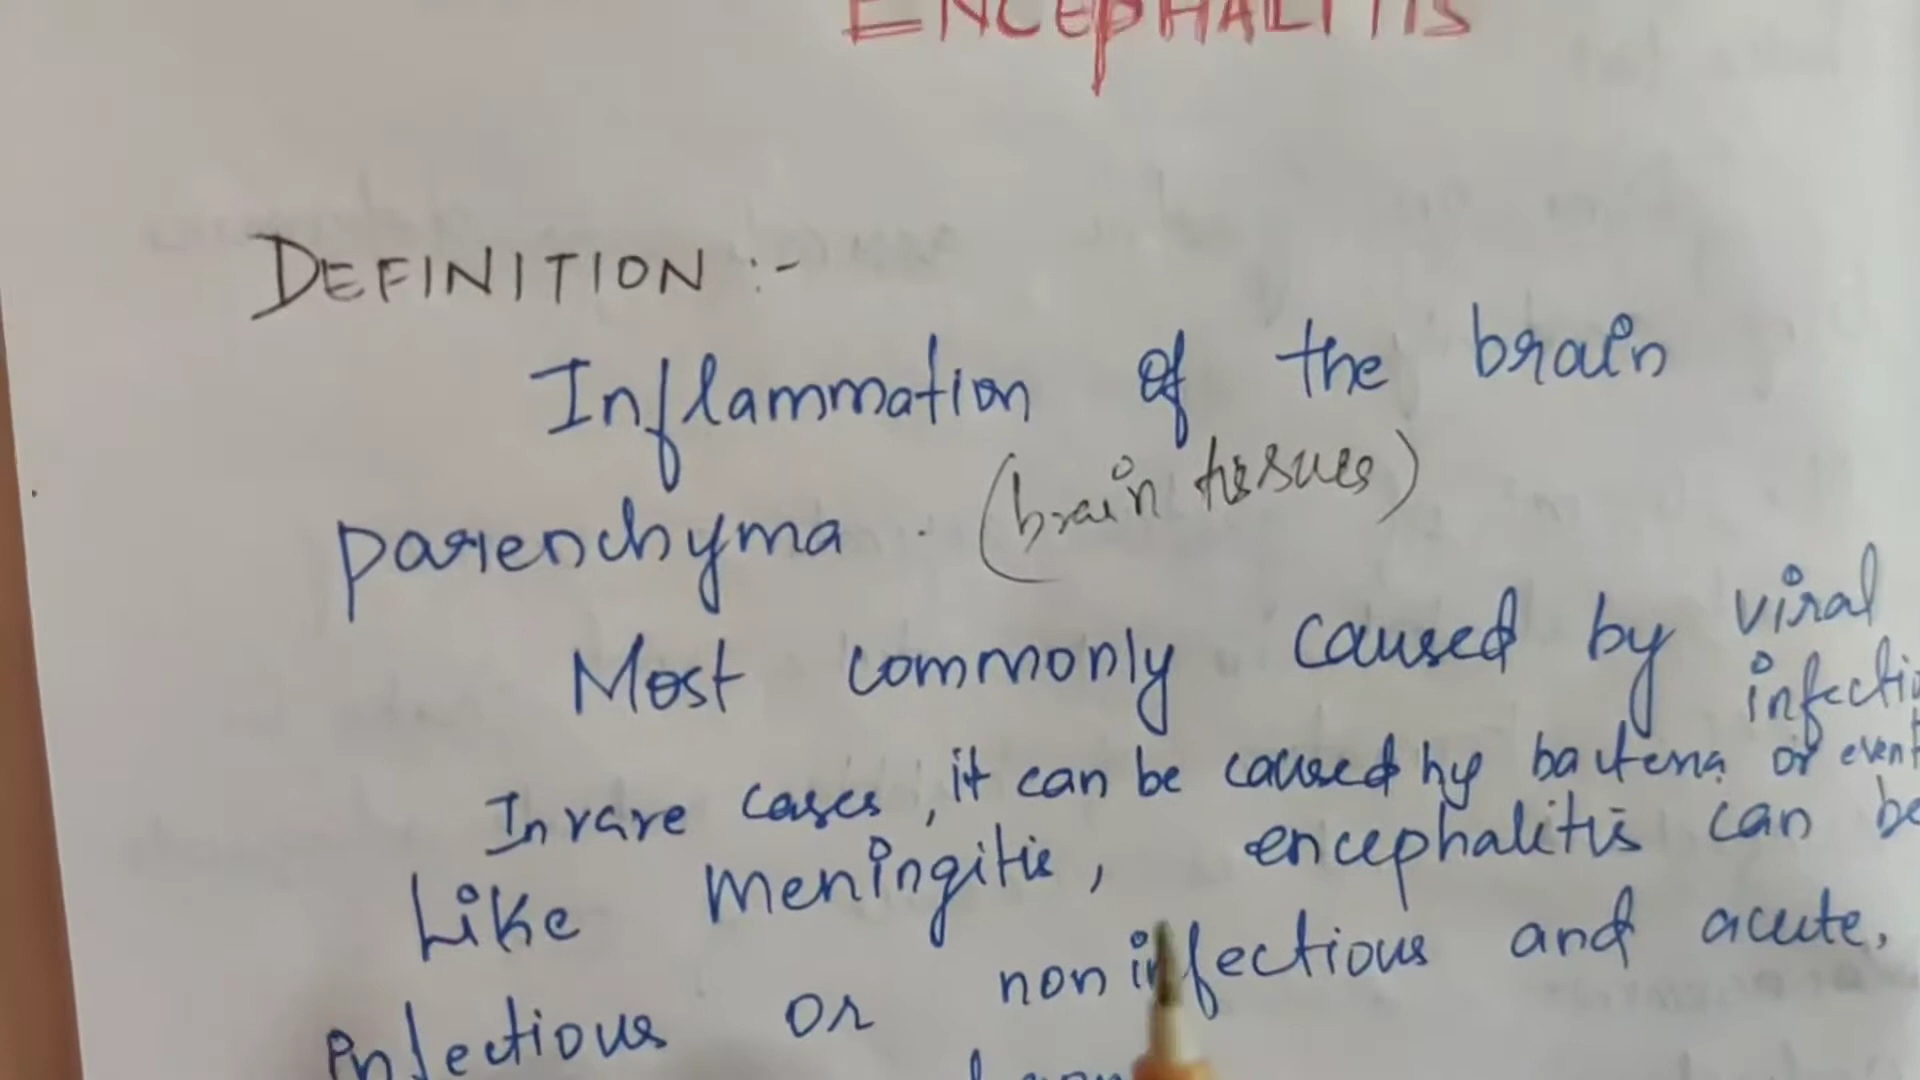 ENCEPHALITIS
DEFINITION :-
Inflammation of the brain
parenchyma . (brain tissues)
Most commonly caused by viral
In rare cases, it can be caused by bacteria or even
Like Meningitis, encephalitis can be
infectious or non infectious and acute,